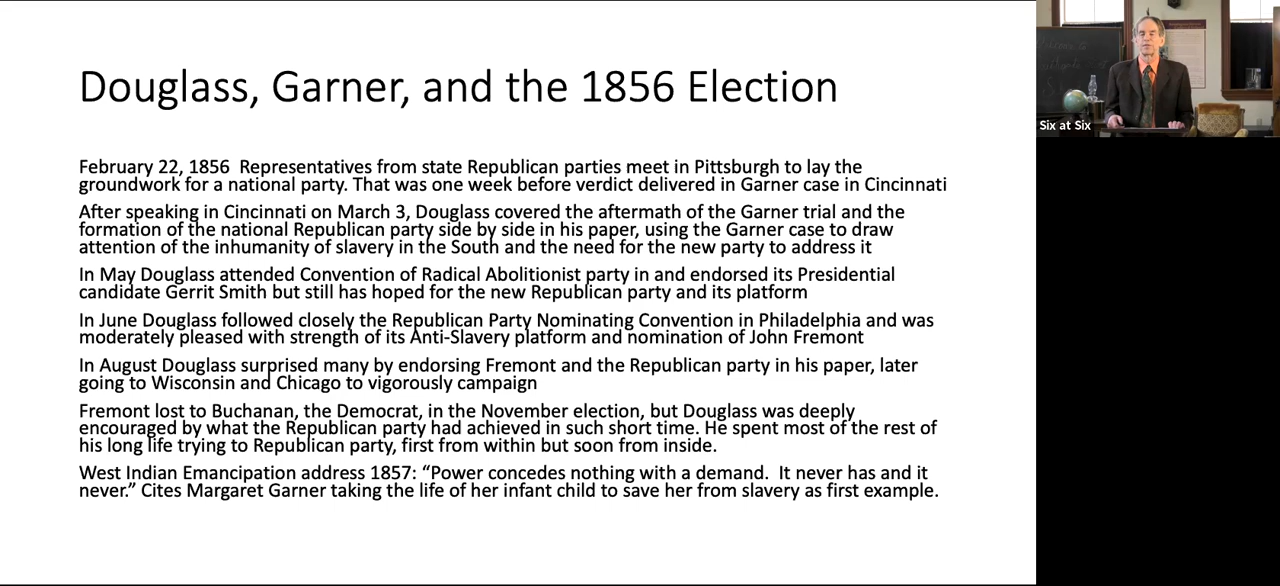 Douglass, Garner, and the 1856 Election
February 22, 1856  Representatives from state Republican parties meet in Pittsburgh to lay the
groundwork for a national party. That was one week before verdict delivered in Garner case in Cincinnati
After speaking in Cincinnati on March 3, Douglass covered the aftermath of the Garner trial and the
formation of the national Republican party side by side in his paper, using the Garner case to draw
attention of the inhumanity of slavery in the South and the need for the new party to address it
In May Douglass attended Convention of Radical Abolitionist party in and endorsed its Presidential
candidate Gerrit Smith but still has hoped for the new Republican party and its platform
In June Douglass followed closely the Republican Party Nominating Convention in Philadelphia and was
moderately pleased with strength of its Anti-Slavery platform and nomination of John Fremont
In August Douglass surprised many by endorsing Fremont and the Republican party in his paper, later
going to Wisconsin and Chicago to vigorously campaign
Fremont lost to Buchanan, the Democrat, in the November election, but Douglass was deeply
encouraged by what the Republican party had achieved in such short time. He spent most of the rest of
his long life trying to Republican party, first from within but soon from inside.
West Indian Emancipation address 1857: “Power concedes nothing with a demand.  It never has and it
never.” Cites Margaret Garner taking the life of her infant child to save her from slavery as first example.
Six at Six